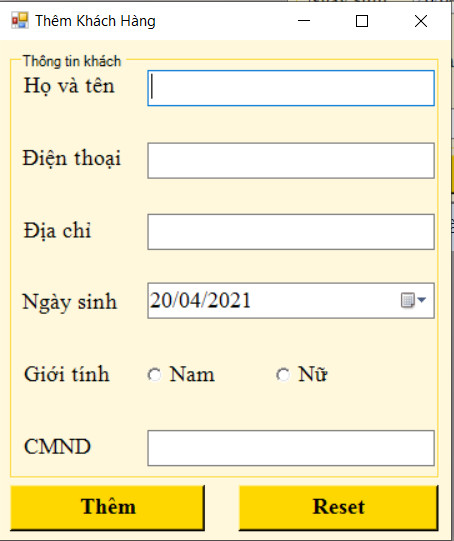 Thêm Khách Hàng
Thông tin khách
Họ và tên
Điện thoại
Địa chỉ
Ngày sinh 20/04/2021
Giới tính Nam Nữ
CMND
Thêm Reset